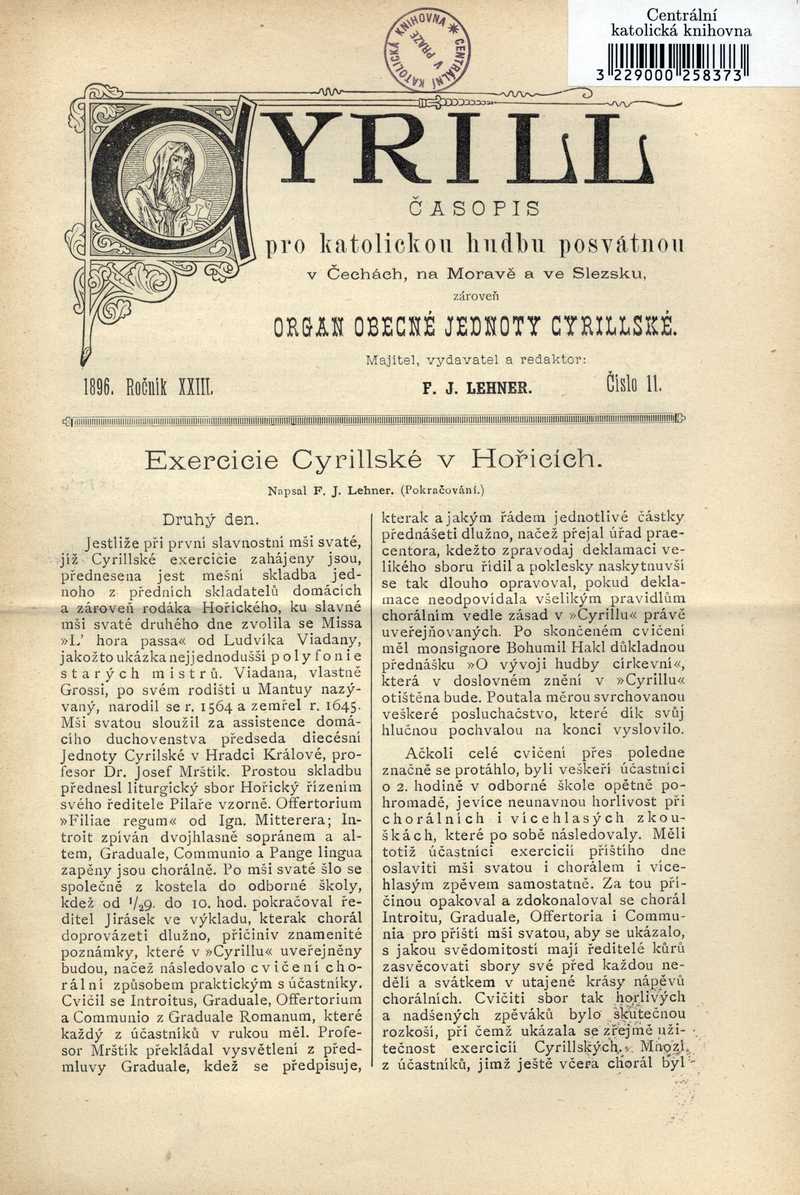 Centrální
katolická knihovna
3 229000 258373
KATOLICKÁ KNIHOVNA * CENTRÁLNÍ
V PRAZE
CYRILL
ČASOPIS
pro katolickou hudbu posvátnou
v Čechách, na Moravě a ve Slezsku,
zároveň
ORGAN OBECNÉ JEDNOTY CYRILLSKÉ.
Majitel, vydavatel a redaktor:
1896. Ročník XXIII. F. J. LEHNER. Číslo 11.
Exercicie Cyrillské v Hořicích.
Napsal F. J. Lehner. (Pokračování.)
Druhý den.
Jestliže při první slavnostní mši svaté,
jíž Cyrillské exercicie zahájeny jsou,
přednesena jest mešní skladba jed-
noho z předních skladatelů domácích
a zároveň rodáka Hořického, ku slavné
mši svaté druhého dne zvolila se Missa
»L' hora passa« od Ludvíka Viadany,
jakožto ukázka nejjednodušší polyfonie
starých mistrů. Viadana, vlastně
Grossi, po svém rodišti u Mantuy nazý-
vaný, narodil se r. 1564 a zemřel r. 1645.
Mši svatou sloužil za assistence domá-
cího duchovenstva předseda diecésní
Jednoty Cyrilské v Hradci Králové, pro-
fesor Dr. Josef Mrštík. Prostou skladbu
přednesl liturgický sbor Hořický řízením
svého ředitele Pilaře vzorně. Offertorium
»Filiae regum« od Ign. Mitterera; In-
troit zpíván dvojhlasně sopránem a al-
tem, Graduale, Communio a Pange lingua
zapěny jsou chorálně. Po mši svaté šlo se
společně z kostela do odborné školy,
kdež od 1/29. do 10. hod. pokračoval ře-
ditel Jirásek ve výkladu, kterak chorál
doprovázeti dlužno, přičiniv znamenité
poznámky, které v »Cyrillu« uveřejněny
budou, načež následovalo cvičení cho-
rální způsobem praktickým s účastníky.
Cvičil se Introitus, Graduale, Offertorium
a Communio z Graduale Romanum, které
každý z účastníků v rukou měl. Profe-
sor Mrštík překládal vysvětlení z před-
mluvy Graduale, kdež se předpisuje,
kterak a jakým řádem jednotlivé částky
přednášeti dlužno, načež přejal úřad prae-
centora, kdežto zpravodaj deklamaci ve-
likého sboru řídil a poklesky naskytnuvší
se tak dlouho opravoval, pokud dekla-
mace neodpovídala všelikým pravidlům
chorálním vedle zásad v »Cyrillu« právě
uveřejňovaných. Po skončeném cvičení
měl monsignore Bohumil Hakl důkladnou
přednášku »O vývoji hudby církevní«,
která v doslovném znění v »Cyrillu«
otištěna bude. Poutala měrou svrchovanou
veškeré posluchačstvo, které dík svůj
hlučnou pochvalou na konci vyslovilo.
Ačkoli celé cvičení přes poledne
značně se protáhlo, byli veškeří účastníci
o 2. hodině v odborné škole opětně po-
hromadě, jevíce neunavnou horlivost při
chorálních i vícehlasých zkou-
škách, které po sobě následovaly. Měli
totiž účastníci exercicií příštího dne
oslaviti mši svatou i chorálem i více-
hlasým zpěvem samostatně. Za tou pří-
činou opakoval a zdokonaloval se chorál
Introitu, Graduale, Offertoria i Commu-
nia pro příští mši svatou, aby se ukázalo,
s jakou svědomitostí mají ředitelé kůrů
zasvěcovati sbory své před každou ne-
dělí a svátkem v utajené krásy nápěvů
chorálních. Cvičiti sbor tak horlivých
a nadšených zpěváků bylo skutečnou
rozkoší, při čemž ukázala se zřejmě uži-
tečnost exercicií Cyrillských. Mnozí
z účastníků, jimž ještě včera chorál byl